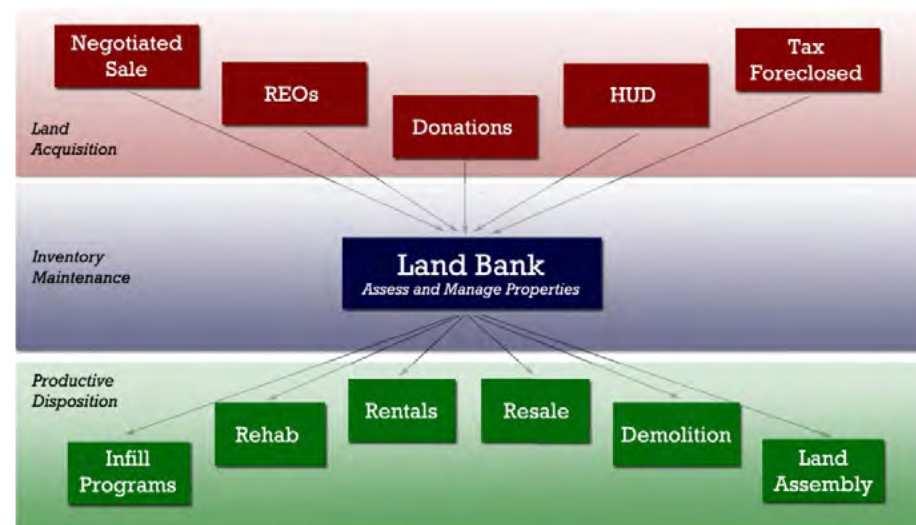 Negotiated
Sale
REOs
Donations
HUD
Tax
Foreclosed
Land
Acquisition
Inventory
Maintenance
Land Bank
Assess and Manage Properties
Productive
Disposition
Infill
Programs
Rehab
Rentals
Resale
Demolition
Land
Assembly